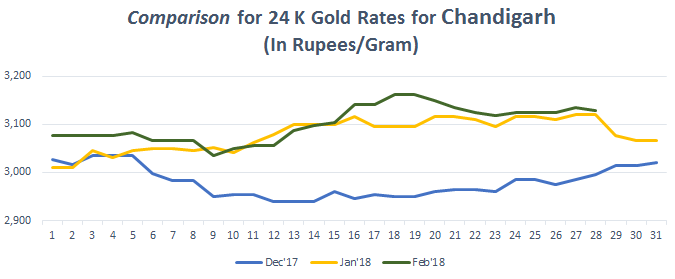 Comparison for 24 K Gold Rates for Chandigarh
(In Rupees/Gram)
3,200
3,100
3,000
2,900
1 2 3 4 5 6 7 8 9 10 11 12 13 14 15 16 17 18 19 20 21 22 23 24 25 26 27 28 29 30 31
Dec'17 Jan'18 Feb'18